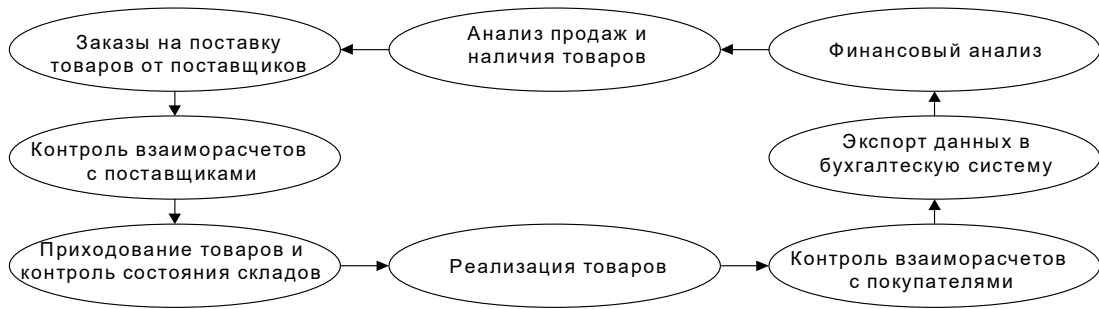 Заказы на поставку
товаров от поставщиков
Анализ продаж и
наличия товаров
Финансовый анализ
Контроль взаиморасчетов
с поставщиками
Экспорт данных в
бухгалтескую систему
Приходование товаров и
контроль состояния складов
Реализация товаров
Контроль взаиморасчетов
с покупателями